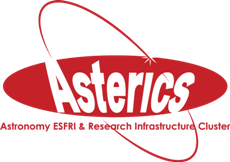 Asterics
Astronomy ESFRI & Research Infrastructure Cluster